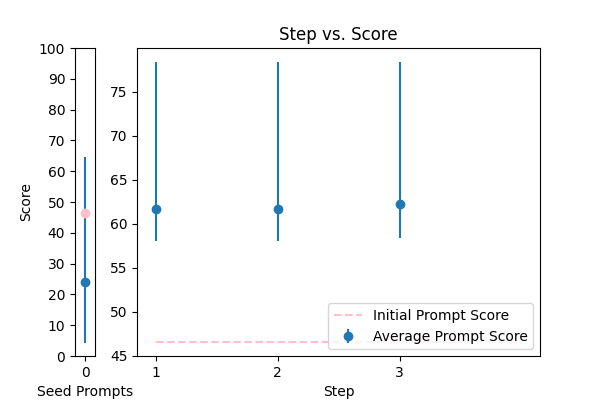 Step vs. Score
Score
100
90
80
70
60
50
40
30
20
10
0
0
Seed Prompts
75
70
65
60
55
50
45
1 2 3
Step
Initial Prompt Score
Average Prompt Score